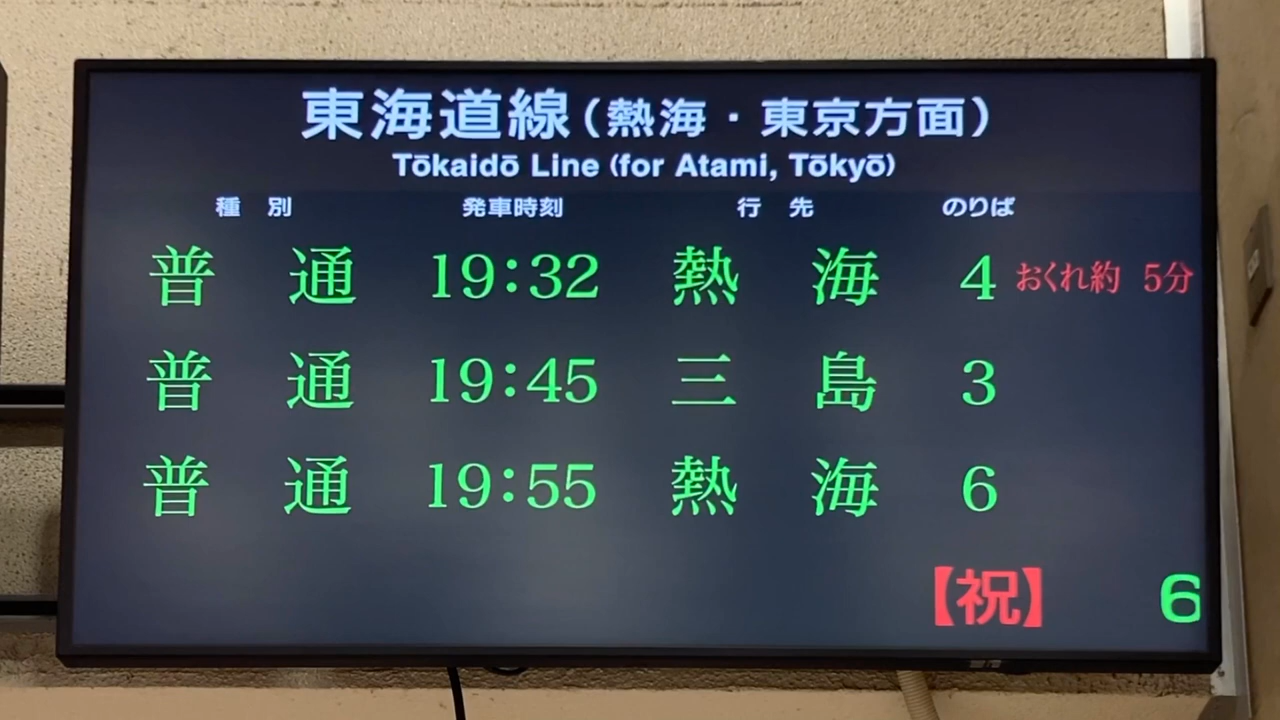 東海道線(熱海・東京方面)
Tōkaidō Line (for Atami, Tōkyō)
種 別 発車時刻 行 先 のりば
普 通 19:32 熱 海 4 おくれ約 5分
普 通 19:45 三 島 3
普 通 19:55 熱 海 6
【祝】 6